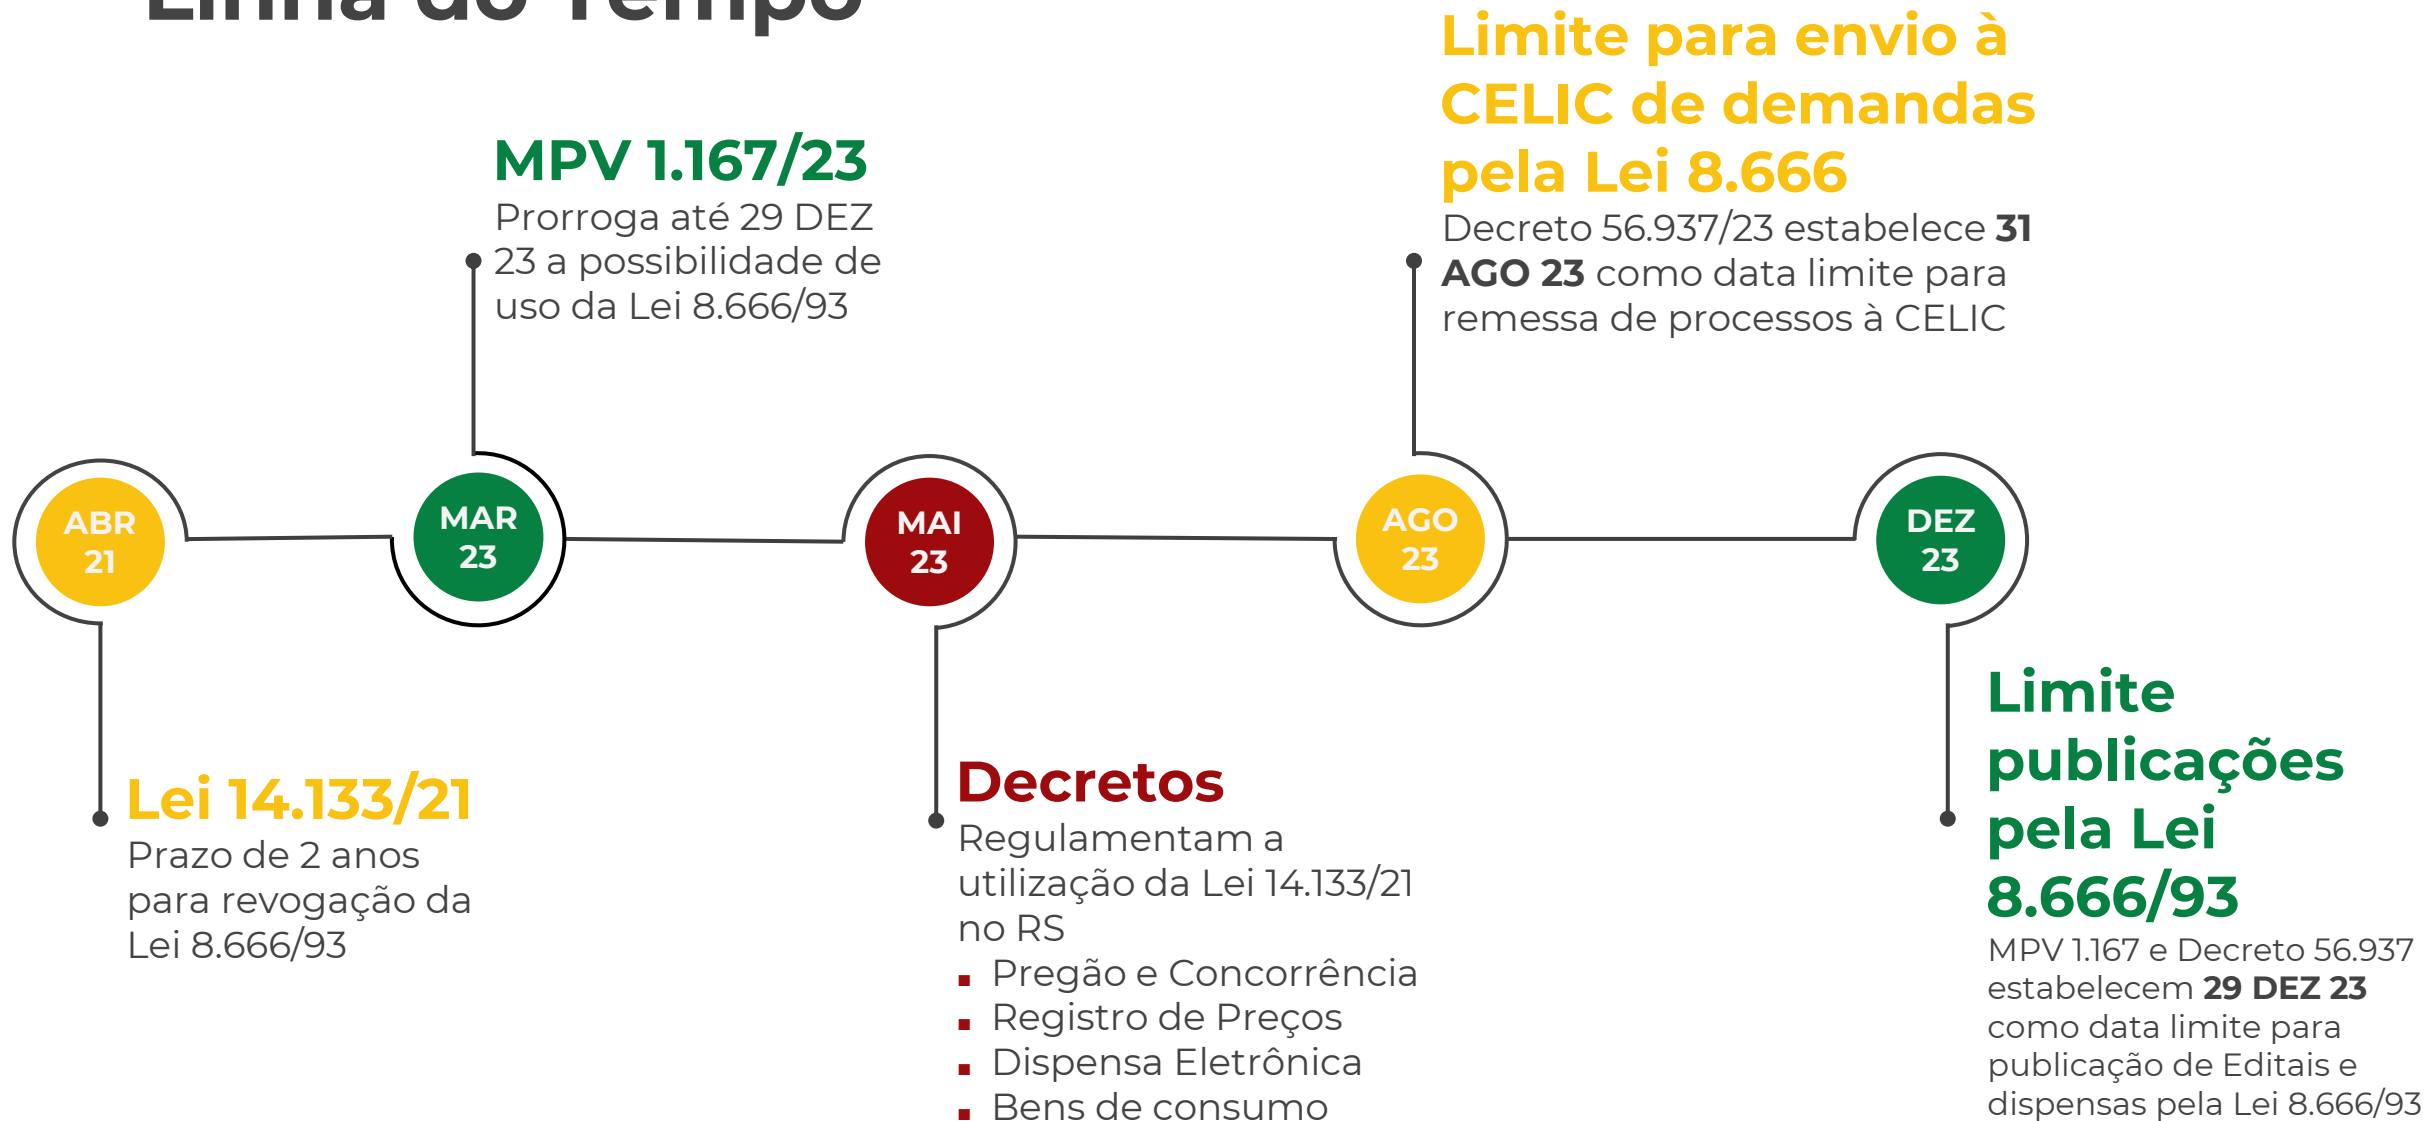 Linha do Tempo
MPV 1.167/23
Prorroga até 29 DEZ
23 a possibilidade de
uso da Lei 8.666/93
Limite para envio à
CELIC de demandas
pela Lei 8.666
Decreto 56.937/23 estabelece 31
AGO 23 como data limite para
remessa de processos à CELIC
ABR
21
MAR
23
MAI
23
AGO
23
DEZ
23
Lei 14.133/21
Prazo de 2 anos
para revogação da
Lei 8.666/93
Decretos
Regulamentam a
utilização da Lei 14.133/21
no RS
▪ Pregão e Concorrência
▪ Registro de Preços
▪ Dispensa Eletrônica
▪ Bens de consumo
Limite
publicações
pela Lei
8.666/93
MPV 1.167 e Decreto 56.937
estabelecem 29 DEZ 23
como data limite para
publicação de Editais e
dispensas pela Lei 8.666/93